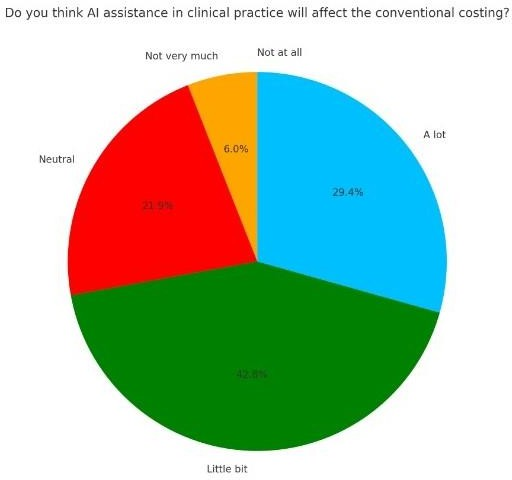 Do you think AI assistance in clinical practice will affect the conventional costing?
Not at all
Not very much
A lot
6.0%
Neutral
29.4%
21.9%
42.8%
Little bit